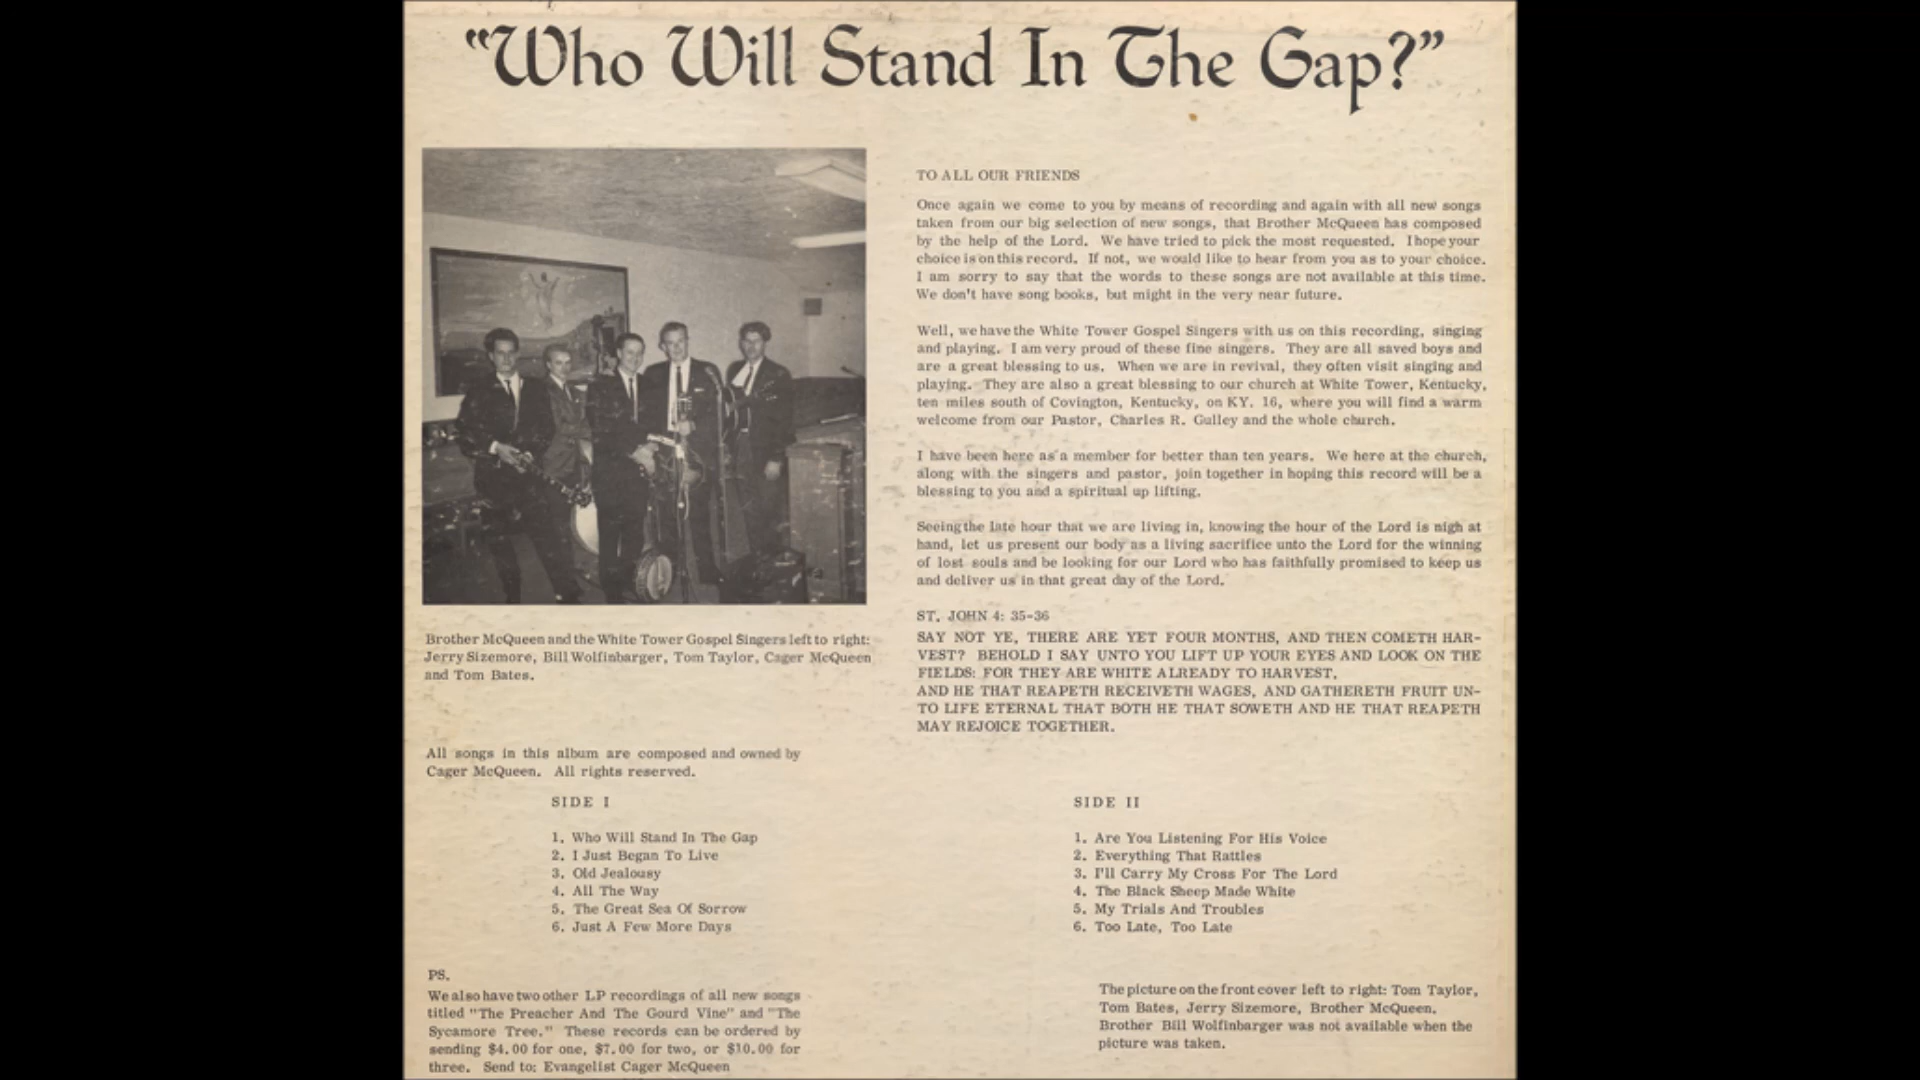 “Who Will Stand In The Gap?”
TO ALL OUR FRIENDS
Once again we come to you by means of recording and again with all new songs
taken from our big selection of new songs, that Brother McQueen has composed
by the help of the Lord. We have tried to pick the most requested. I hope your
choice is on this record. If not, we would like to hear from you as to your choice.
I am sorry to say that the words to these songs are not available at this time.
We don't have song books, but might in the very near future.
Well, we have the White Tower Gospel Singers with us on this recording, singing
and playing. I am very proud of these fine singers. They are all saved boys and
are a great blessing to us. When we are in revival, they often visit singing and
playing. They are also a great blessing to our church at White Tower, Kentucky,
ten miles south of Covington, Kentucky, on KY. 16, where you will find a warm
welcome from our Pastor, Charles R. Gulley and the whole church.
I have been here as a member for better than ten years. We here at the church,
along with the singers and pastor, join together in hoping this record will be a
blessing to you and a spiritual up lifting.
Seeing the late hour that we are living in, knowing the hour of the Lord is nigh at
hand, let us present our body as a living sacrifice unto the Lord for the winning
of lost souls and be looking for our Lord who has faithfully promised to keep us
and deliver us in that great day of the Lord.
ST. JOHN 4: 35-36
SAY NOT YE, THERE ARE YET FOUR MONTHS, AND THEN COMETH HAR-
VEST? BEHOLD I SAY UNTO YOU LIFT UP YOUR EYES AND LOOK ON THE
FIELDS: FOR THEY ARE WHITE ALREADY TO HARVEST.
AND HE THAT REAPETH RECEIVETH WAGES, AND GATHERETH FRUIT UN-
TO LIFE ETERNAL THAT BOTH HE THAT SOWETH AND HE THAT REAPETH
MAY REJOICE TOGETHER.
Brother McQueen and the White Tower Gospel Singers left to right:
Jerry Sizemore, Bill Wolfinbarger, Tom Taylor, Cager McQueen
and Tom Bates.
All songs in this album are composed and owned by
Cager McQueen. All rights reserved.
SIDE I
1. Who Will Stand In The Gap
2. I Just Began To Live
3. Old Jealousy
4. All The Way
5. The Great Sea Of Sorrow
6. Just A Few More Days
SIDE II
1. Are You Listening For His Voice
2. Everything That Rattles
3. I'll Carry My Cross For The Lord
4. The Black Sheep Made White
5. My Trials And Troubles
6. Too Late, Too Late
PS.
We also have two other LP recordings of all new songs
titled "The Preacher And The Gourd Vine" and "The
Sycamore Tree." These records can be ordered by
sending $4.00 for one, $7.00 for two, or $10.00 for
three. Send to: Evangelist Cager McQueen
The picture on the front cover left to right: Tom Taylor,
Tom Bates, Jerry Sizemore, Brother McQueen.
Brother Bill Wolfinbarger was not available when the
picture was taken.